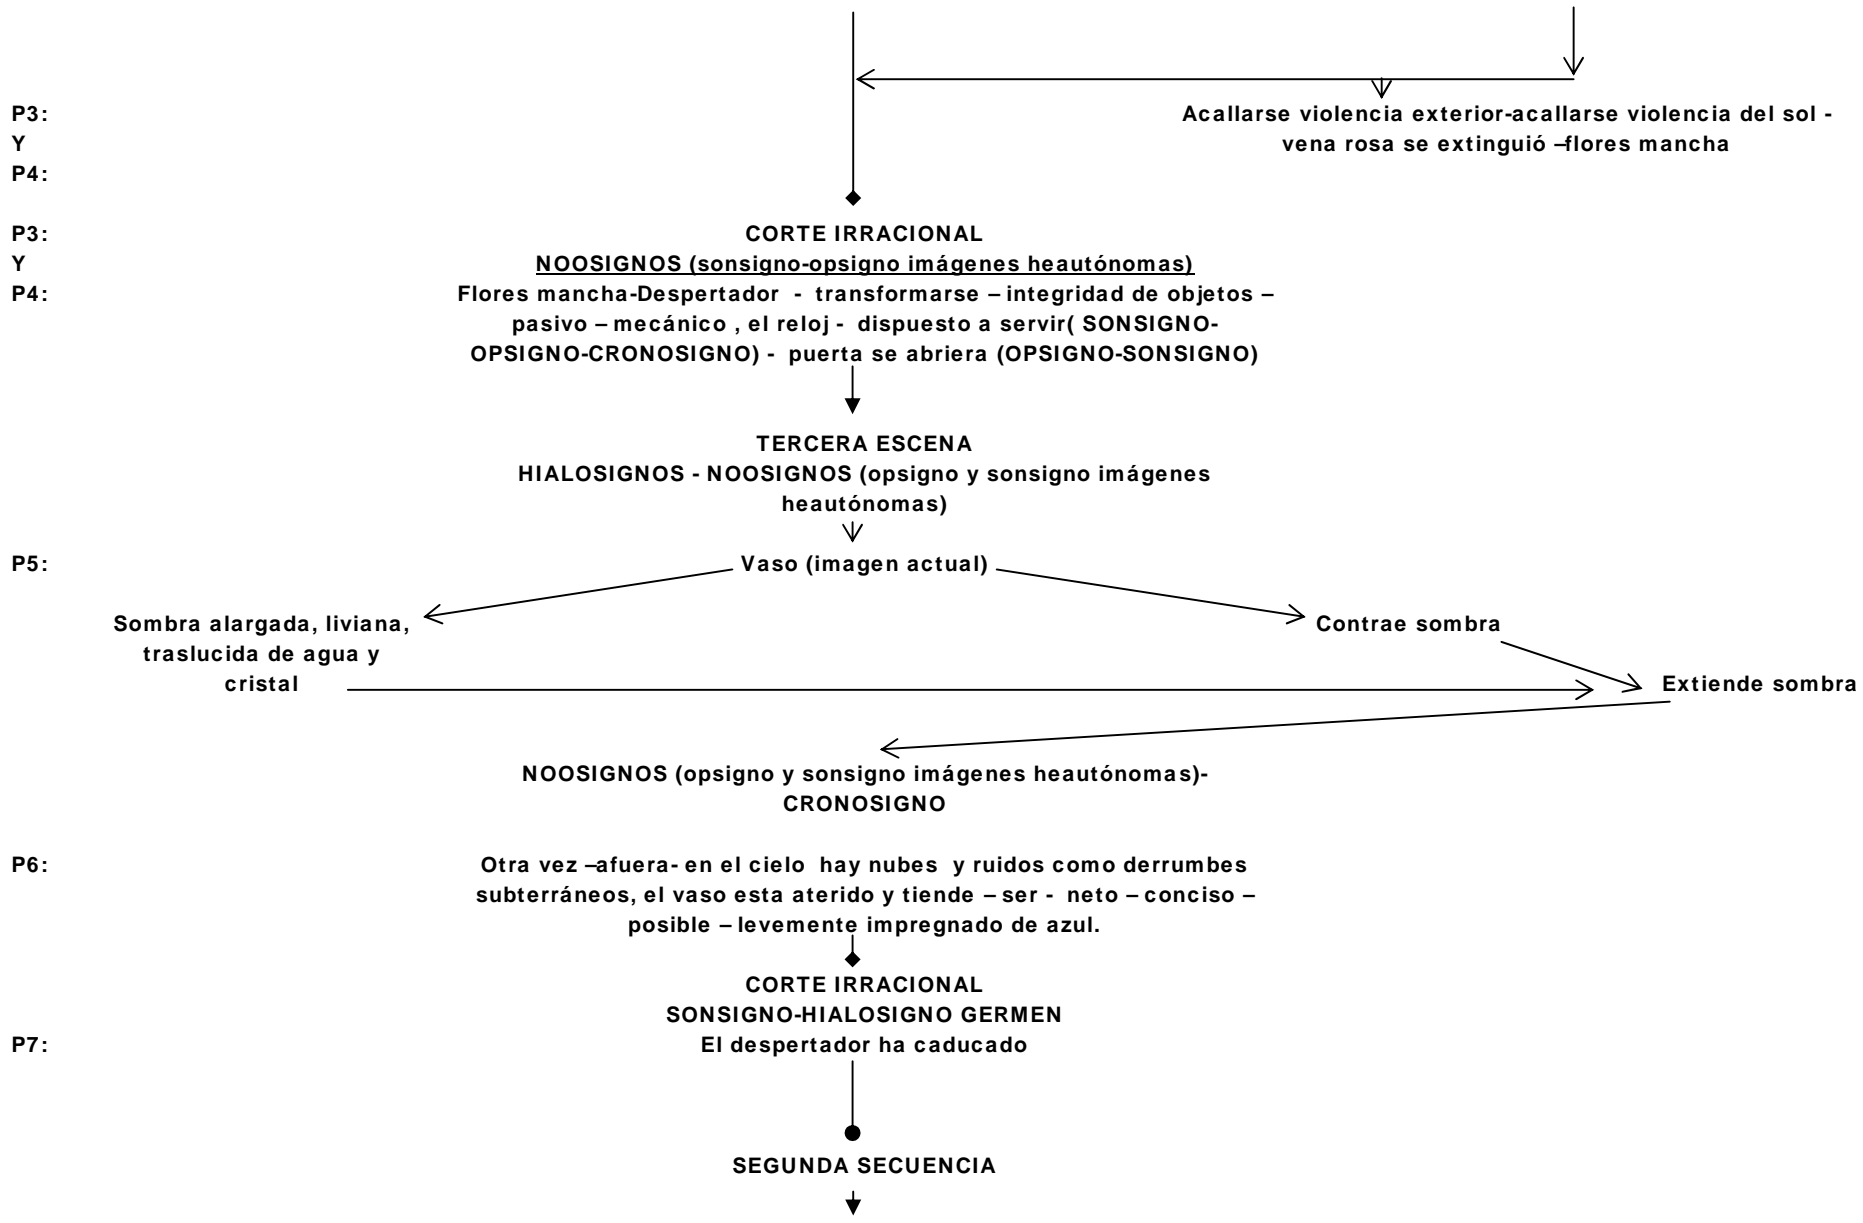 P3: Acallarse violencia exterior-acallarse violencia del sol -
Y vena rosa se extinguió –flores mancha
P4:
P3: CORTE IRRACIONAL
Y NOOSIGNOS (sonsigno-opsigno imágenes heautónomas)
P4: Flores mancha-Despertador - transformarse – integridad de objetos –
pasivo – mecánico , el reloj - dispuesto a servir( SONSIGNO-
OPSIGNO-CRONOSIGNO) - puerta se abriera (OPSIGNO-SONSIGNO)
TERCERA ESCENA
HIALOSIGNOS - NOOSIGNOS (opsigno y sonsigno imágenes
heautónomas)
P5: Vaso (imagen actual)
Sombra alargada, liviana,
traslucida de agua y
cristal
Contrae sombra
Extiende sombra
NOOSIGNOS (opsigno y sonsigno imágenes heautónomas)-
CRONOSIGNO
P6: Otra vez –afuera- en el cielo hay nubes y ruidos como derrumbes
subterráneos, el vaso esta aterido y tiende – ser - neto – conciso –
posible – levemente impregnado de azul.
CORTE IRRACIONAL
SONSIGNO-HIALOSIGNO GERMEN
P7: El despertador ha caducado
SEGUNDA SECUENCIA